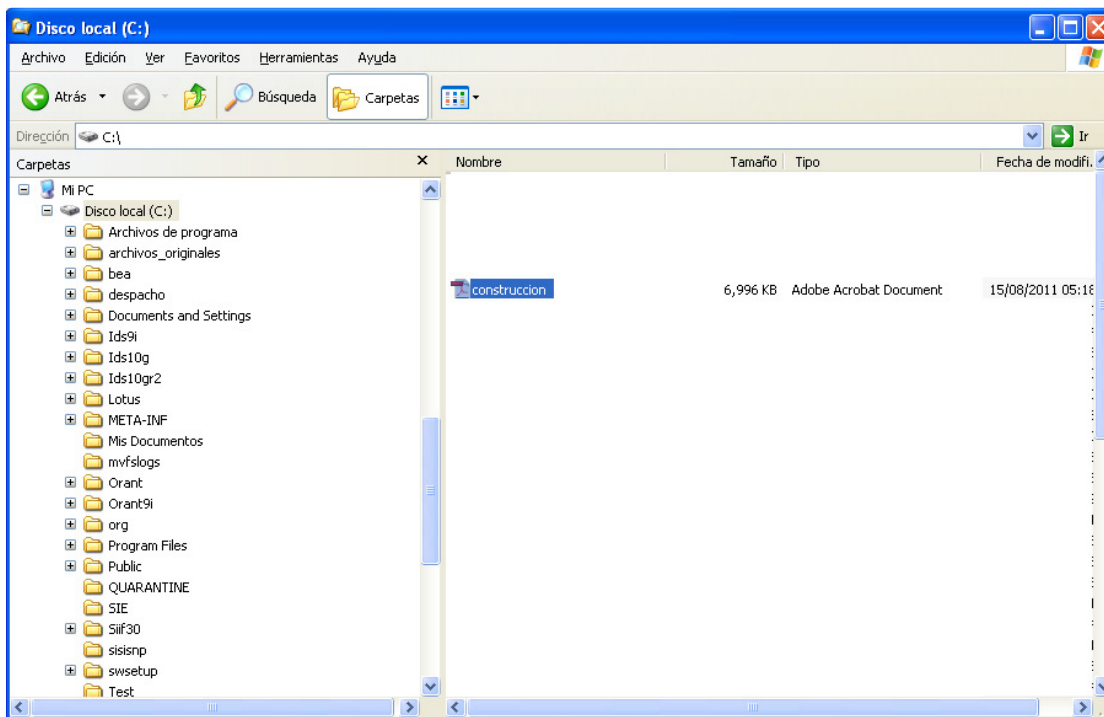 Disco local (C:)
Archivo Edición Ver Favoritos Herramientas Ayuda
Atrás Búsqueda Carpetas
Dirección C:\ Ir
Carpetas
Mi PC
Disco local (C:)
Archivos de programa
archivos_originales
bea
despacho
Documents and Settings
Ids9i
Ids10g
Ids10gr2
Lotus
META-INF
Mis Documentos
mvfslogs
Orant
Orant9i
org
Program Files
Public
QUARANTINE
SIE
Siif30
sisisnp
swsetup
Test
Nombre Tamaño Tipo Fecha de modifi.
construccion 6,996 KB Adobe Acrobat Document 15/08/2011 05:18